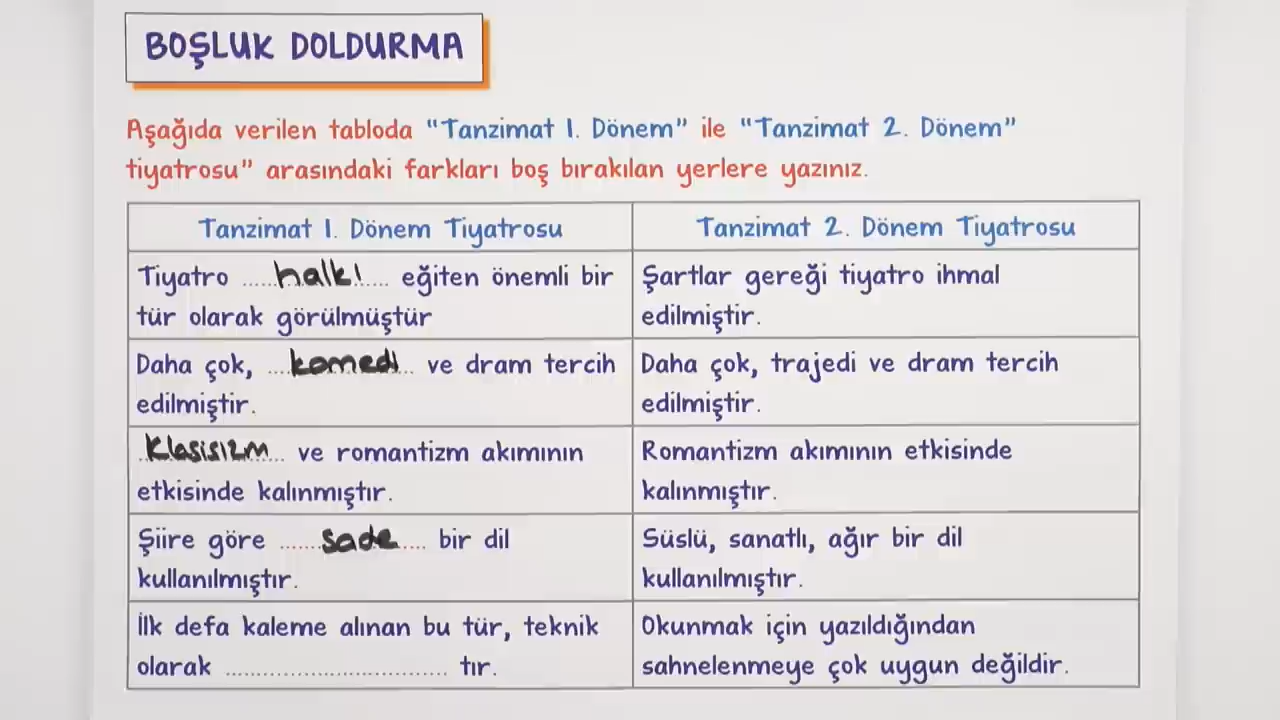 BOŞLUK DOLDURMA
Aşağıda verilen tabloda "Tanzimat 1. Dönem" ile "Tanzimat 2. Dönem"
tiyatrosu" arasındaki farkları boş bırakılan yerlere yazınız.
Tanzimat 1. Dönem Tiyatrosu
Tanzimat 2. Dönem Tiyatrosu
Tiyatro ......halkı...... eğiten önemli bir
tür olarak görülmüştür
Şartlar gereği tiyatro ihmal
edilmiştir.
Daha çok, ...komedi... ve dram tercih
edilmiştir.
Daha çok, trajedi ve dram tercih
edilmiştir.
.Klasisizm... ve romantizm akımının
etkisinde kalınmıştır.
Romantizm akımının etkisinde
kalınmıştır.
Şiire göre ......sade.... bir dil
kullanılmıştır.
Süslü, sanatlı, ağır bir dil
kullanılmıştır.
İlk defa kaleme alınan bu tür, teknik
olarak ................................. tır.
Okunmak için yazıldığından
sahnelenmeye çok uygun değildir.